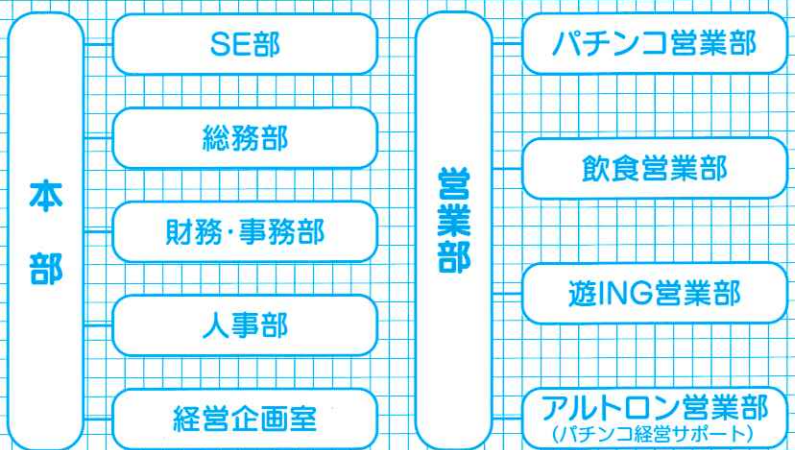 本部
SE部
総務部
財務・事務部
人事部
経営企画室
営業部
パチンコ営業部
飲食営業部
遊ING営業部
アルトロン営業部
(パチンコ経営サポート)